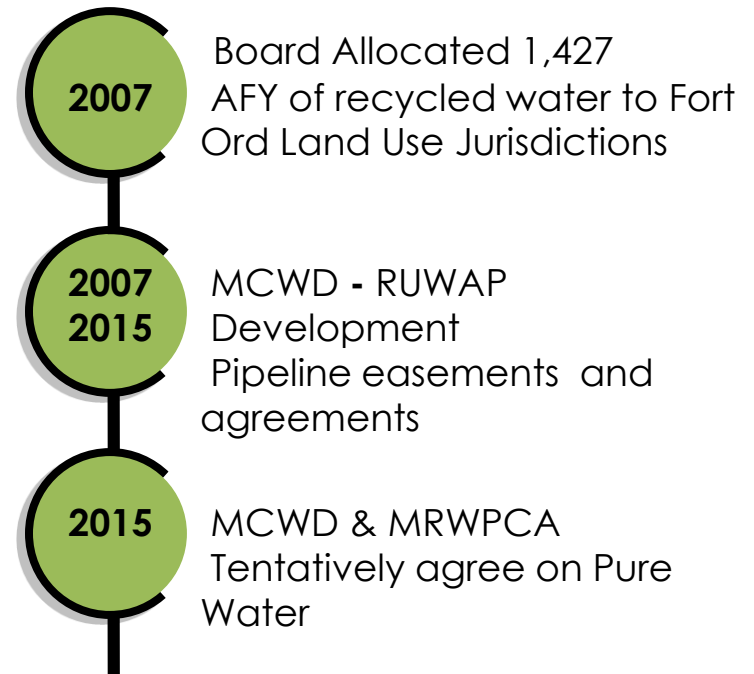 2007
Board Allocated 1,427
AFY of recycled water to Fort
Ord Land Use Jurisdictions
2007
2015
MCWD - RUWAP
Development
Pipeline easements and
agreements
2015
MCWD & MRWPCA
Tentatively agree on Pure
Water